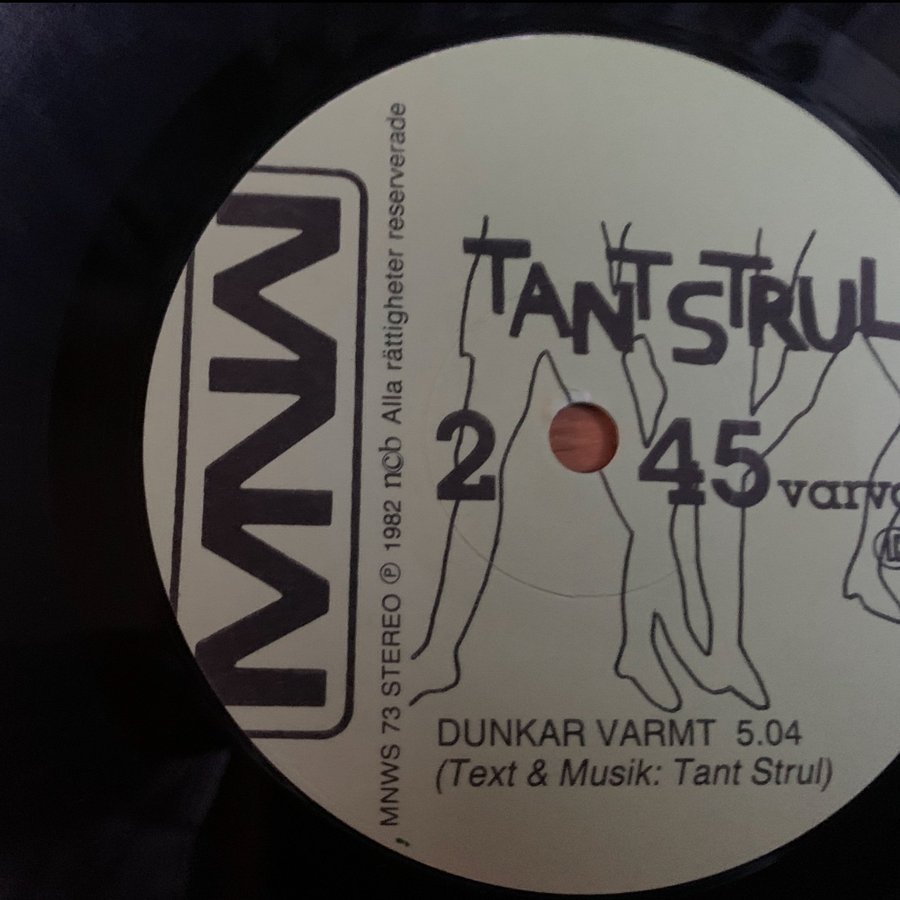 MNW
MNWS 73 STEREO ℗ 1982 ncb Alla rättigheter reserverade
TANT STRUL
2 45 varv
DUNKAR VARMT 5.04
(Text & Musik: Tant Strul)